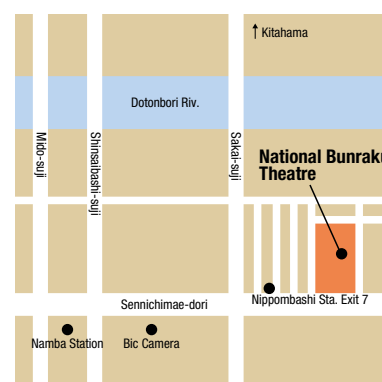 ↑ Kitahama
Dotonbori Riv.
Mido-suji
Shinsaibashi-suji
Sakai-suji
National Bunraku
Theatre
Nippombashi Sta. Exit 7
Sennichimae-dori
Namba Station
Bic Camera